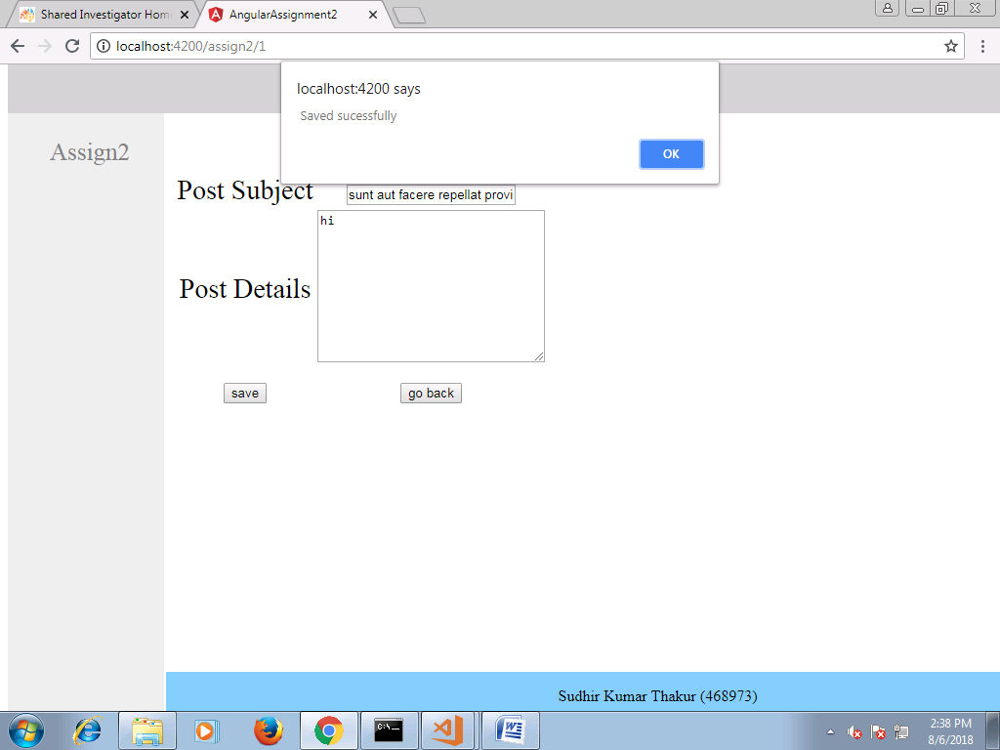 Shared Investigator Hom
AngularAssignment2
localhost:4200/assign2/1
localhost:4200 says
Saved sucessfully
OK
Assign2
Post Subject
sunt aut facere repellat provi
hi
Post Details
save
go back
Sudhir Kumar Thakur (468973)
C:\_
W
2:38 PM
8/6/2018